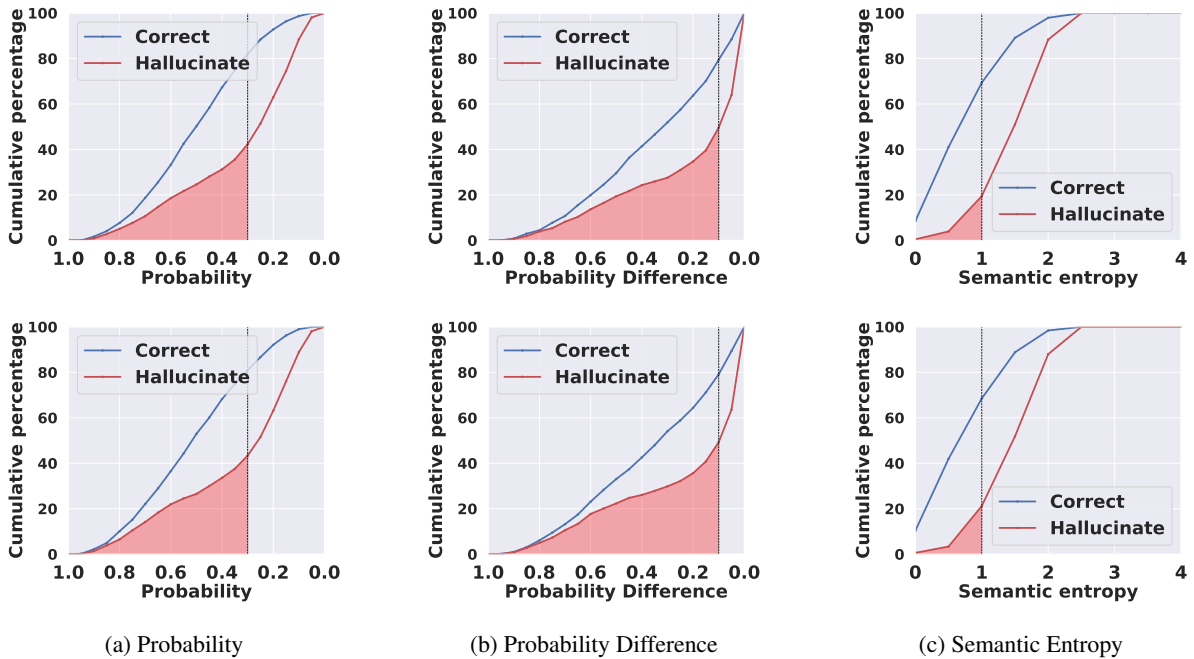 Cumulative percentage
100
80
60
40
20
0
Correct
Hallucinate
1.0 0.8 0.6 0.4 0.2 0.0
Probability
Cumulative percentage
100
80
60
40
20
0
Correct
Hallucinate
1.0 0.8 0.6 0.4 0.2 0.0
Probability Difference
Cumulative percentage
100
80
60
40
20
0
Correct
Hallucinate
0 1 2 3 4
Semantic entropy
Cumulative percentage
100
80
60
40
20
0
Correct
Hallucinate
1.0 0.8 0.6 0.4 0.2 0.0
Probability
Cumulative percentage
100
80
60
40
20
0
Correct
Hallucinate
1.0 0.8 0.6 0.4 0.2 0.0
Probability Difference
Cumulative percentage
100
80
60
40
20
0
Correct
Hallucinate
0 1 2 3 4
Semantic entropy
(a) Probability
(b) Probability Difference
(c) Semantic Entropy